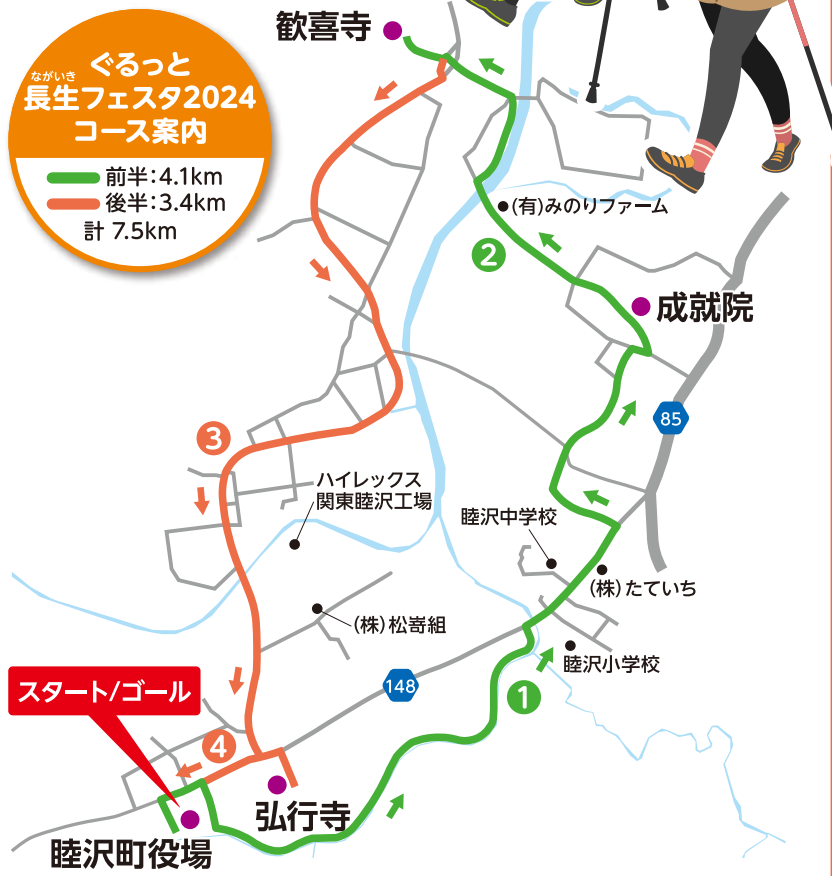 歓喜寺
ぐるっと
ながいき
長生フェスタ2024
コース案内
前半:4.1km
後半:3.4km
計 7.5km
(有)みのりファーム
2
成就院
85
3
ハイレックス
関東睦沢工場
睦沢中学校
(株)たていち
(株)松嵜組
睦沢小学校
148
1
スタート/ゴール
4
弘行寺
睦沢町役場